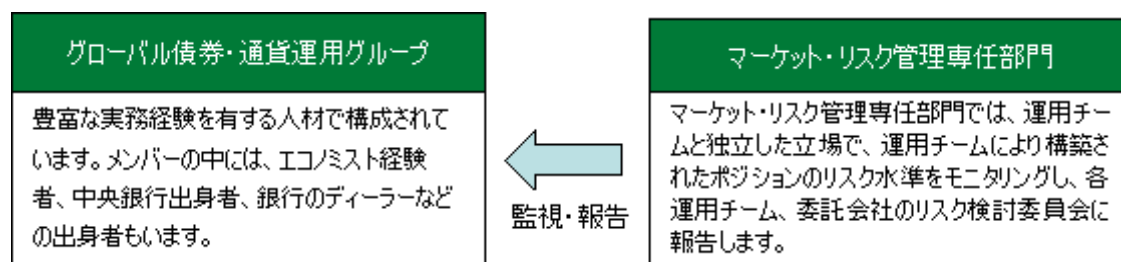 グローバル債券・通貨運用グループ
豊富な実務経験を有する人材で構成されて
います。メンバーの中には、エコノミスト経験
者、中央銀行出身者、銀行のディーラーなど
の出身者もいます。
監視・報告
マーケット・リスク管理専任部門
マーケット・リスク管理専任部門では、運用チー
ムと独立した立場で、運用チームにより構築さ
れたポジションのリスク水準をモニタリングし、各
運用チーム、委託会社のリスク検討委員会に
報告します。